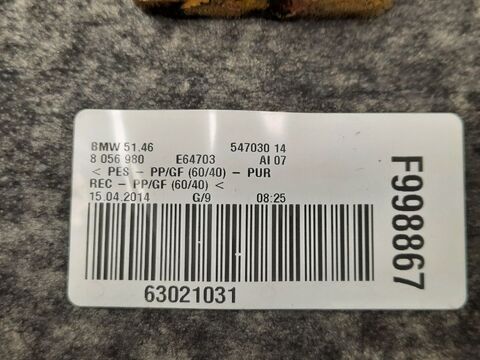 BMW 51.46 547030 14
8 056 980 E64703 AI 07
< PES - PP/GF (60/40) - PUR
REC - PP/GF (60/40) <
15.04.2014 G/9 08:25
63021031
F998867